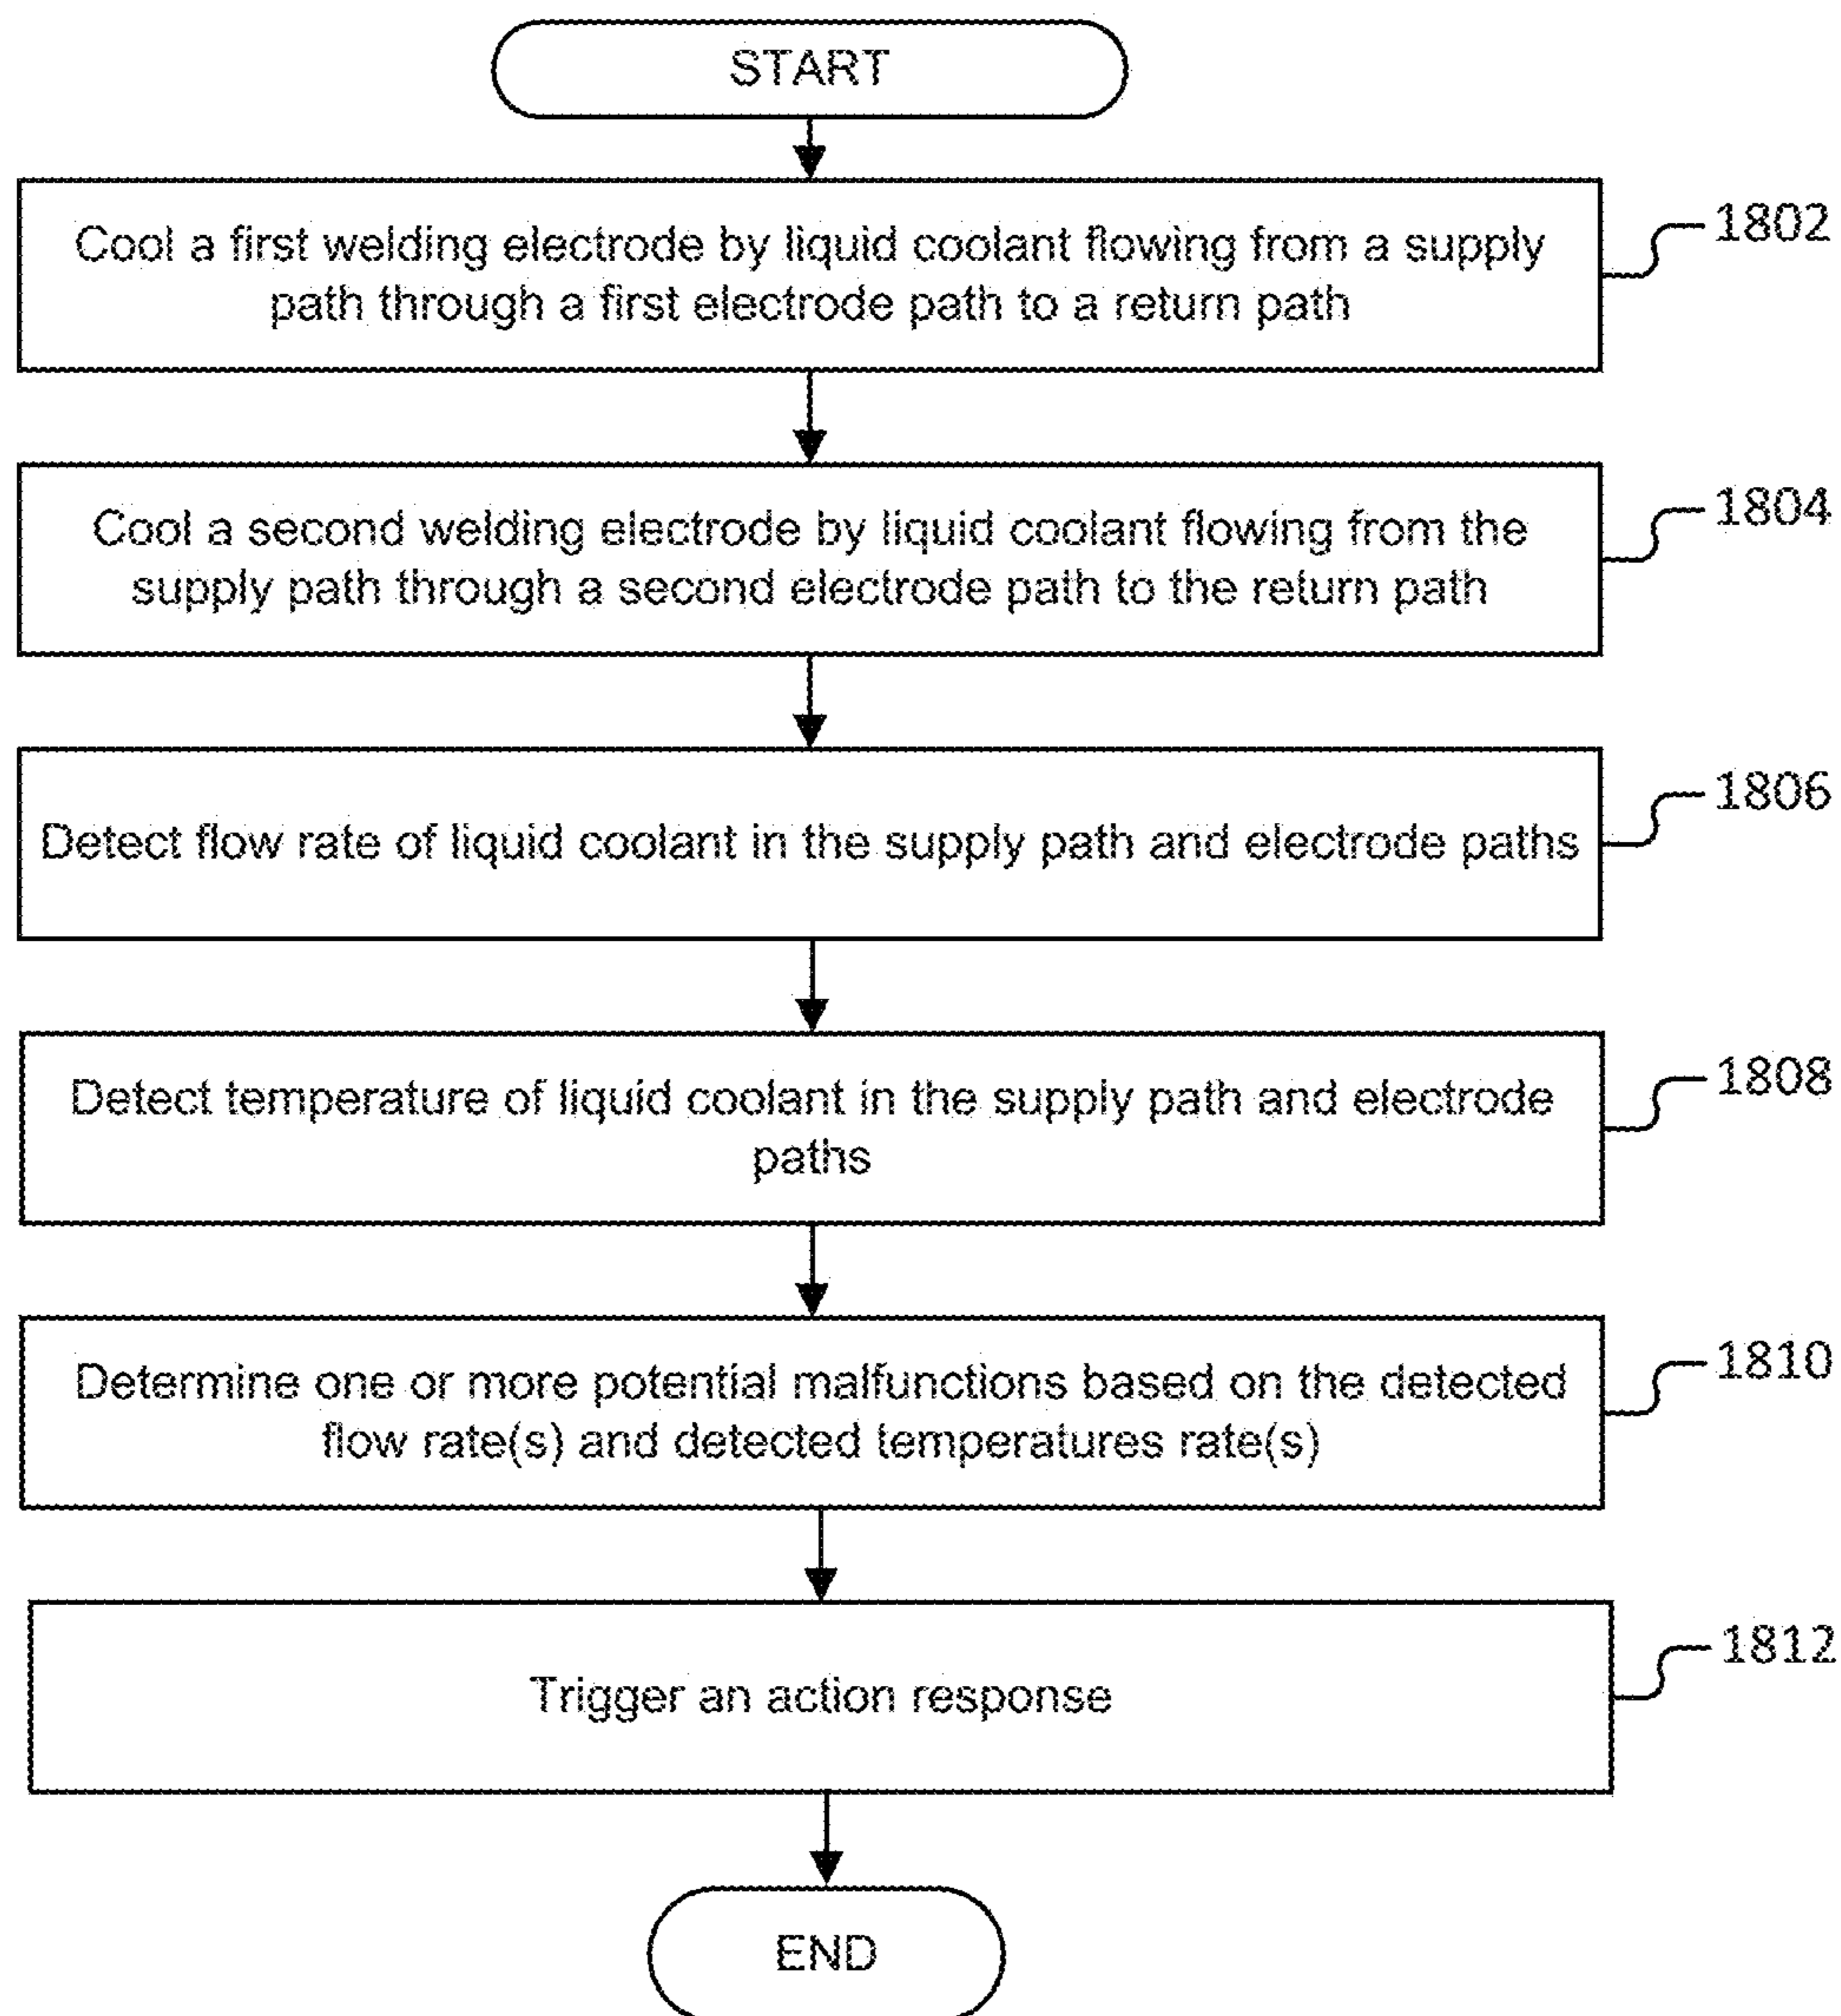 START
Cool a first welding electrode by liquid coolant flowing from a supply
path through a first electrode path to a return path
1802
Cool a second welding electrode by liquid coolant flowing from the
supply path through a second electrode path to the return path
1804
Detect flow rate of liquid coolant in the supply path and electrode paths
1806
Detect temperature of liquid coolant in the supply path and electrode
paths
1808
Determine one or more potential malfunctions based on the detected
flow rate(s) and detected temperatures rate(s)
1810
Trigger an action response
1812
END